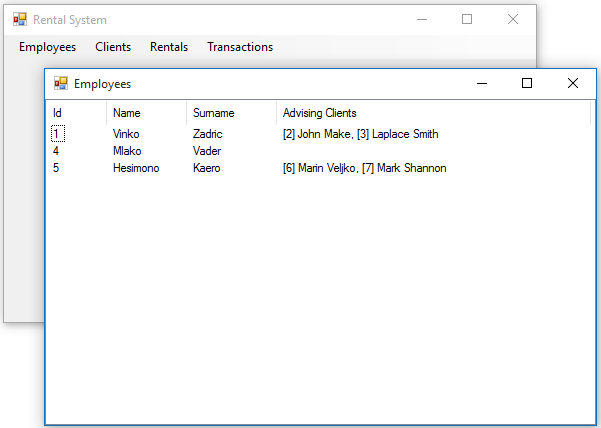 Rental System
Employees Clients Rentals Transactions
Employees
Id Name Surname Advising Clients
1 Vinko Zadric [2] John Make, [3] Laplace Smith
4 Mlako Vader
5 Hesimono Kaero [6] Marin Veljko, [7] Mark Shannon